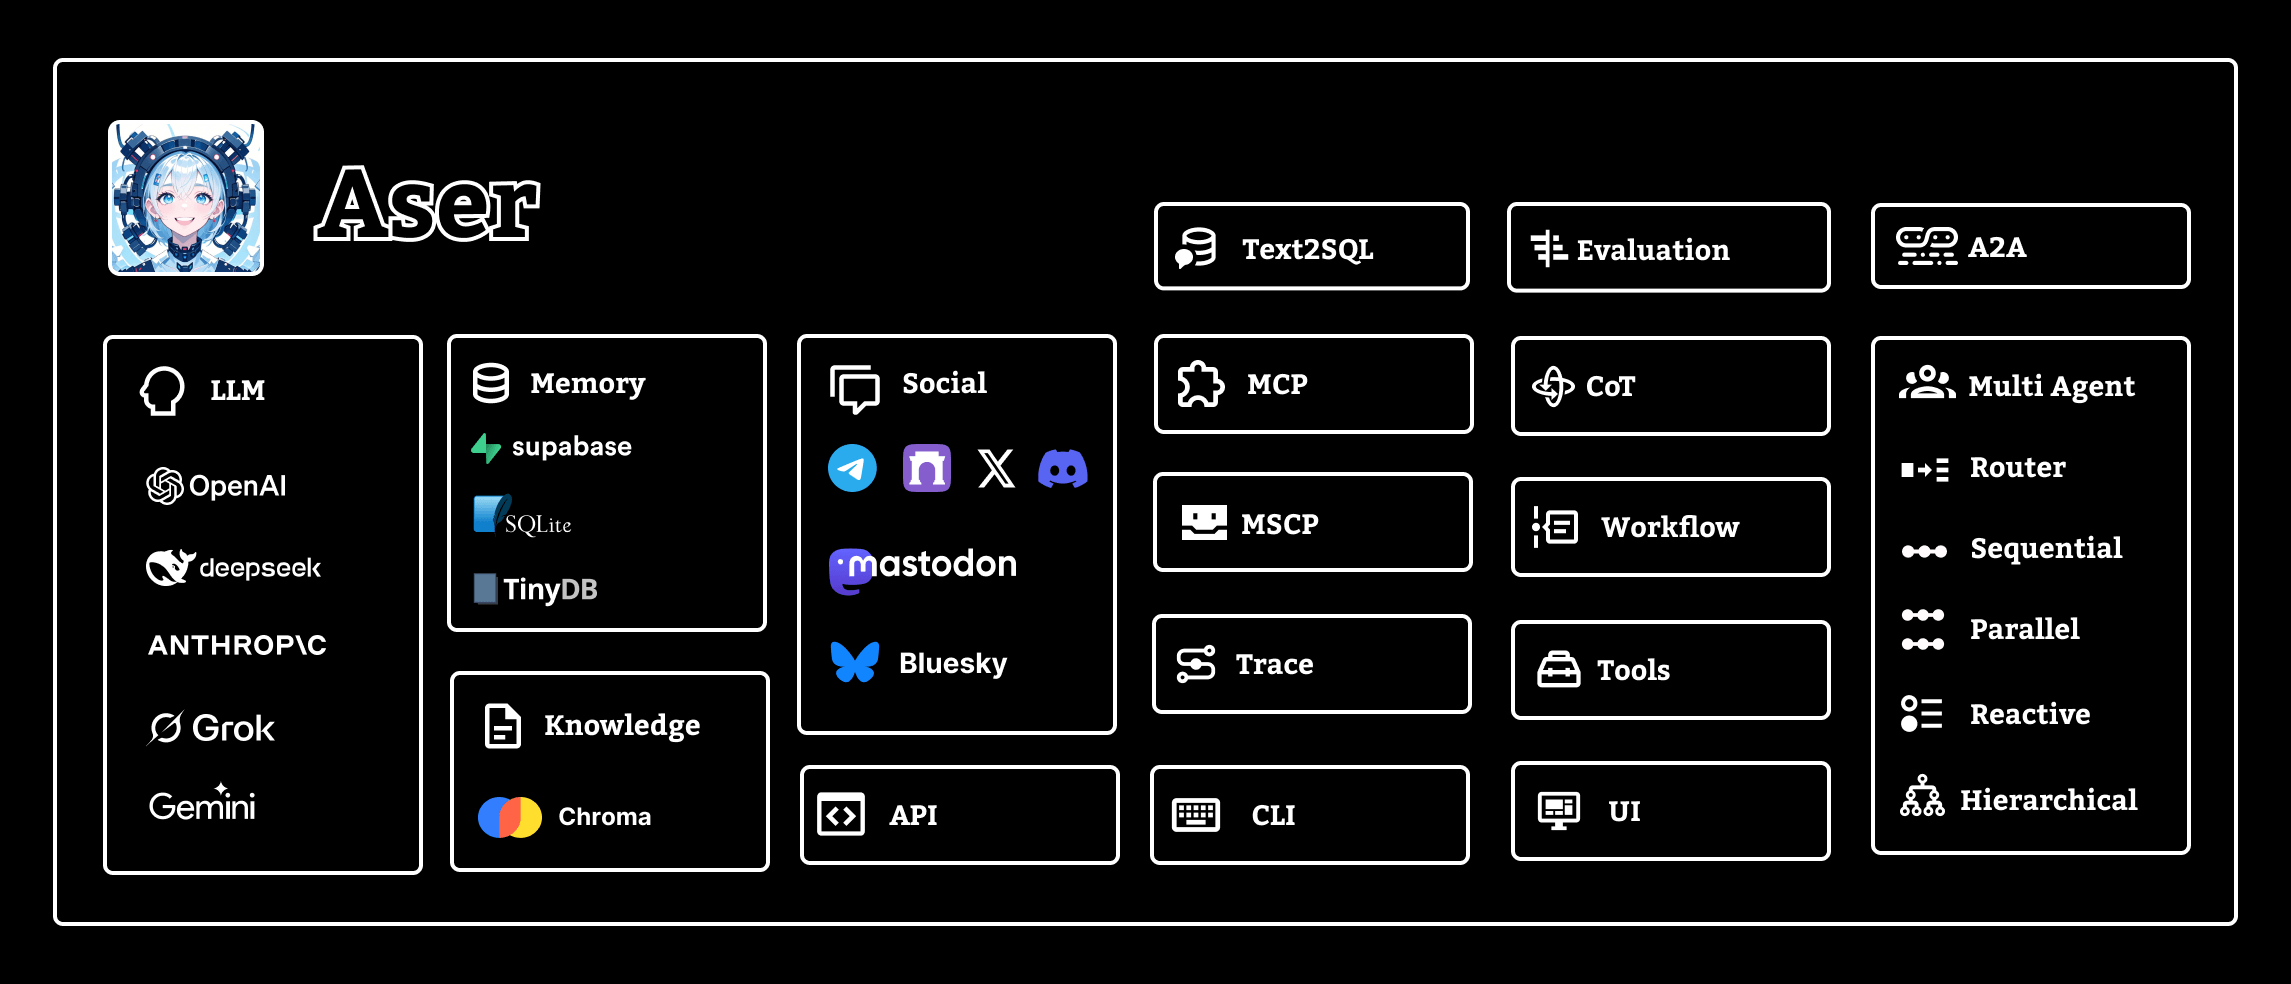 Aser
Text2SQL
Evaluation
A2A
LLM
OpenAI
deepseek
ANTHROP\C
Grok
Gemini
Memory
supabase
SQLite
TinyDB
Knowledge
Chroma
Social
mastodon
Bluesky
API
MCP
MSCP
Trace
CLI
CoT
Workflow
Tools
UI
Multi Agent
Router
Sequential
Parallel
Reactive
Hierarchical